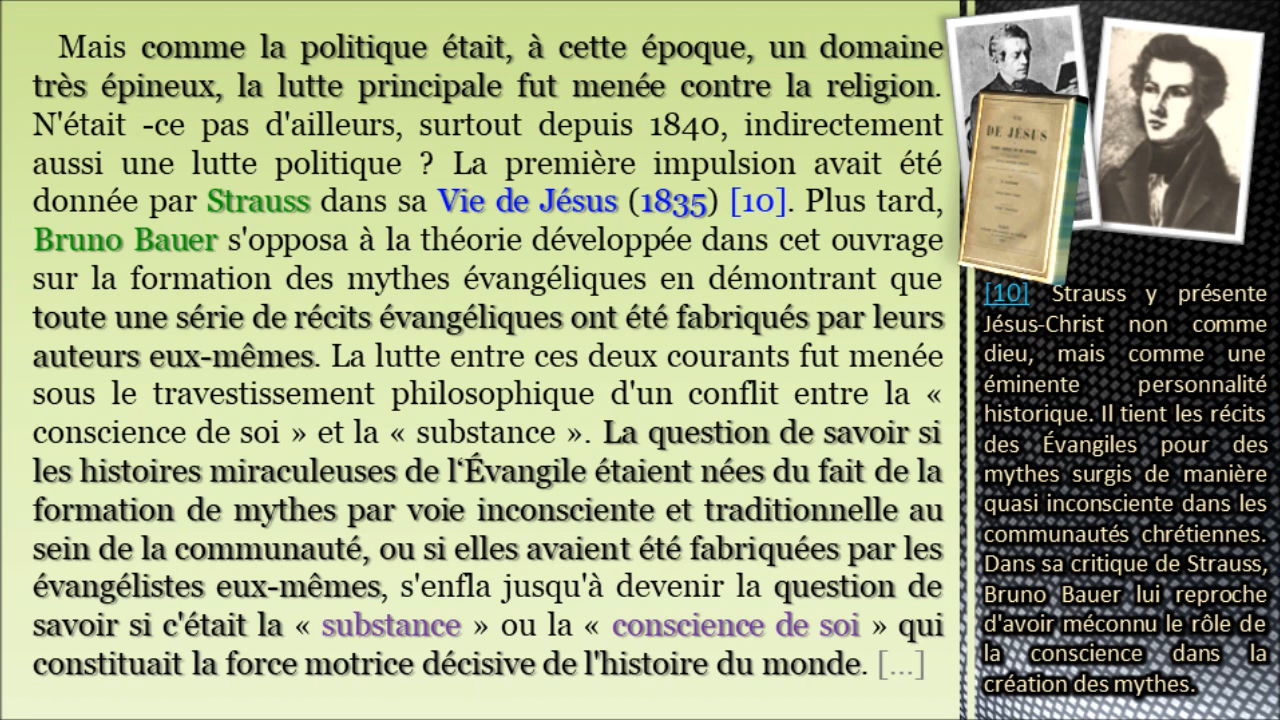 Mais comme la politique était, à cette époque, un domaine
très épineux, la lutte principale fut menée contre la religion.
N'était -ce pas d'ailleurs, surtout depuis 1840, indirectement
aussi une lutte politique ? La première impulsion avait été
donnée par Strauss dans sa Vie de Jésus (1835) [10]. Plus tard,
Bruno Bauer s'opposa à la théorie développée dans cet ouvrage
sur la formation des mythes évangéliques en démontrant que
toute une série de récits évangéliques ont été fabriqués par leurs
auteurs eux-mêmes. La lutte entre ces deux courants fut menée
sous le travestissement philosophique d'un conflit entre la «
conscience de soi » et la « substance ». La question de savoir si
les histoires miraculeuses de l‘Évangile étaient nées du fait de la
formation de mythes par voie inconsciente et traditionnelle au
sein de la communauté, ou si elles avaient été fabriquées par les
évangélistes eux-mêmes, s'enfla jusqu'à devenir la question de
savoir si c'était la « substance » ou la « conscience de soi » qui
constituait la force motrice décisive de l'histoire du monde. [...]
DE JÉSUS
[10] Strauss y présente
Jésus-Christ non comme
dieu, mais comme une
éminente personnalité
historique. Il tient les récits
des Évangiles pour des
mythes surgis de manière
quasi inconsciente dans les
communautés chrétiennes.
Dans sa critique de Strauss,
Bruno Bauer lui reproche
d'avoir méconnu le rôle de
la conscience dans la
création des mythes.